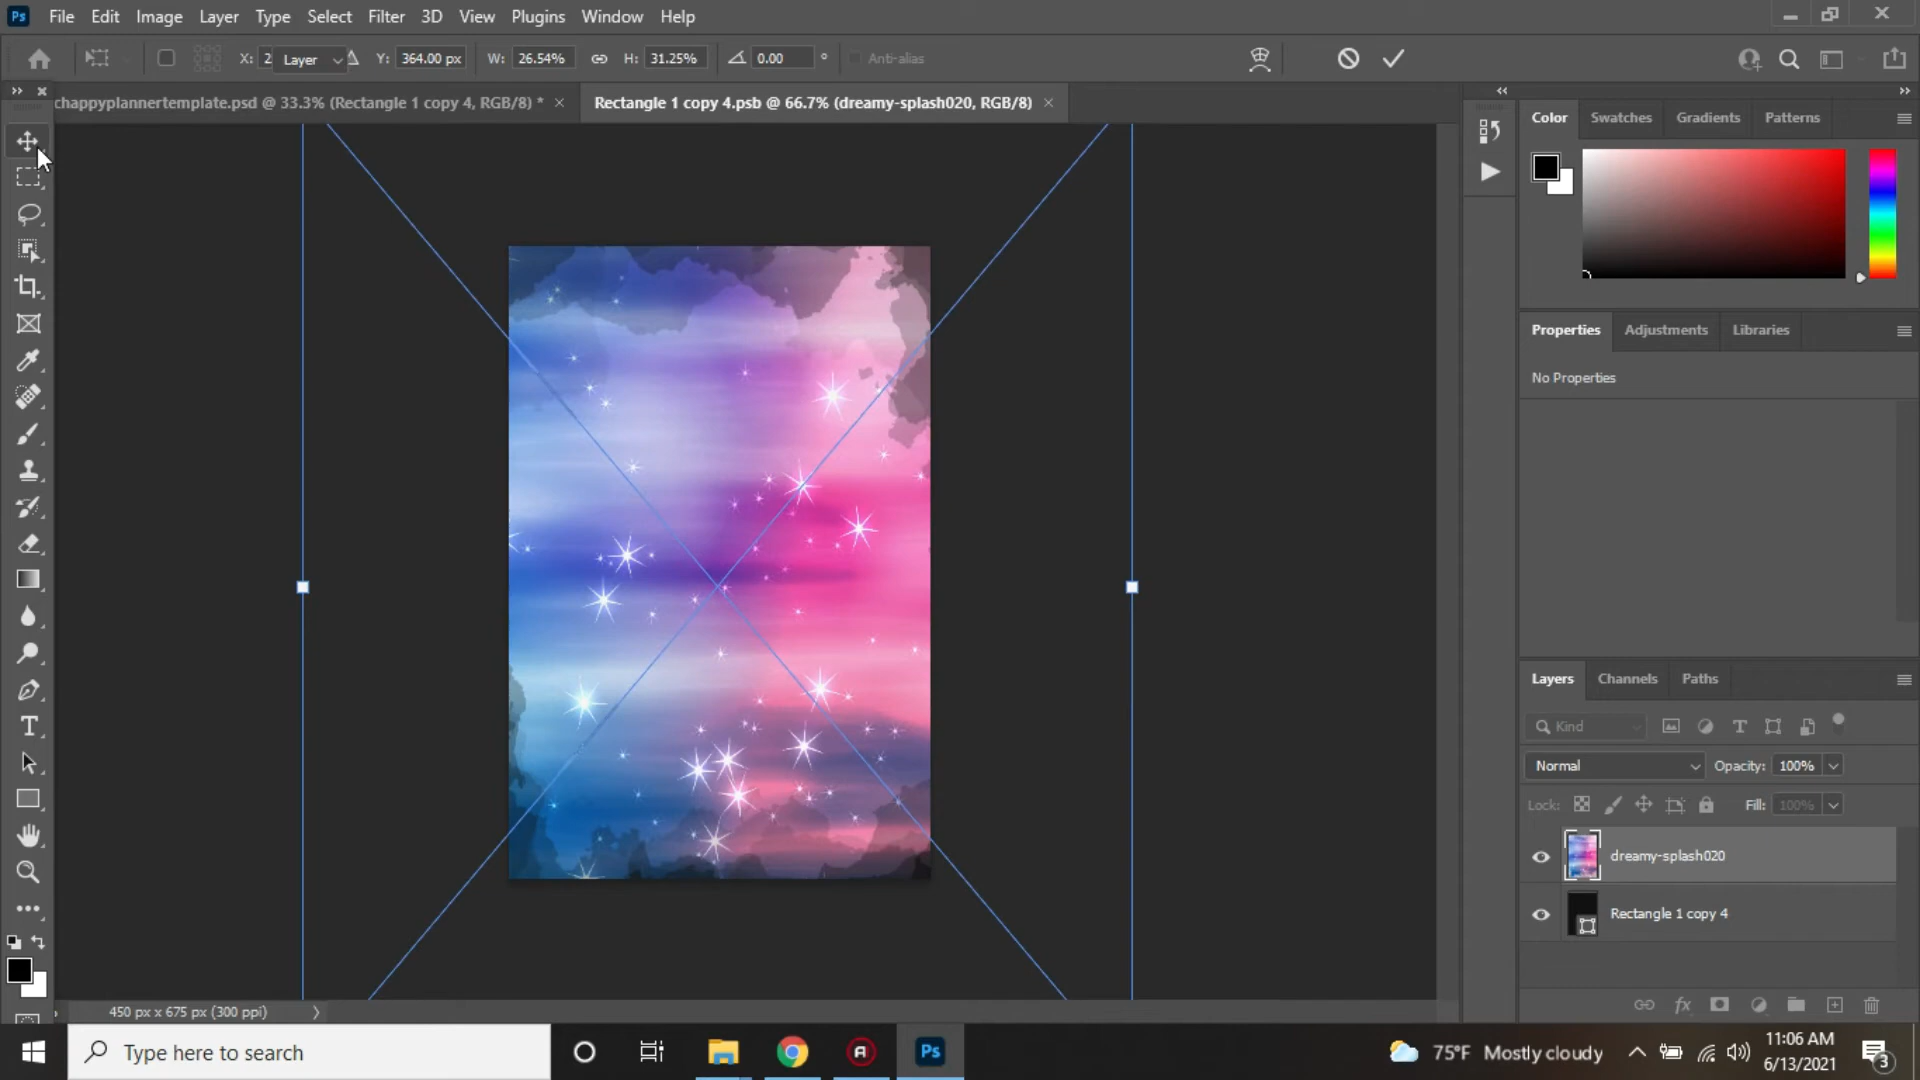 Ps File Edit Image Layer Type Select Filter 3D View Plugins Window Help
X: 2 Layer Y: 364.00 px W: 26.54% H: 31.25% 0.00 ° Anti-alias
chappyplannertemplate.psd @ 33.3% (Rectangle 1 copy 4, RGB/8) * × Rectangle 1 copy 4.psb @ 66.7% (dreamy-splash020, RGB/8) ×
Color Swatches Gradients Patterns
Properties Adjustments Libraries
No Properties
Layers Channels Paths
Kind
Normal Opacity: 100%
Lock: Fill: 100%
dreamy-splash020
Rectangle 1 copy 4
450 px x 675 px (300 ppi)
Type here to search
Ps
75°F Mostly cloudy
11:06 AM
6/13/2021
3